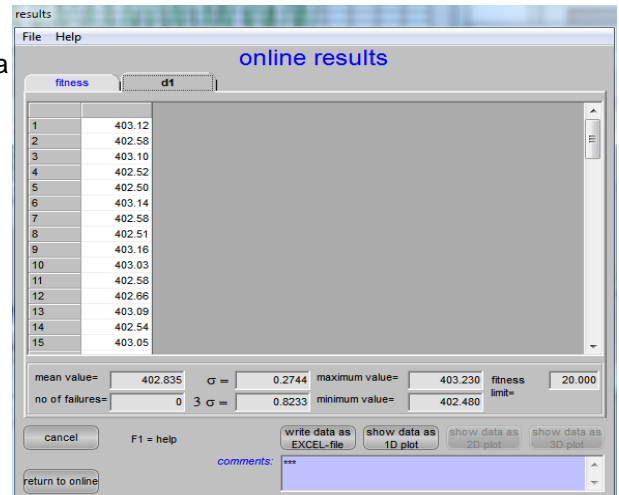 results
File Help
online results
a
fitness d1
1 403.12
2 402.58
3 403.10
4 402.52
5 402.50
6 403.14
7 402.58
8 402.51
9 403.16
10 403.03
11 402.58
12 402.66
13 403.09
14 402.54
15 403.05
mean value= 402.835 σ = 0.2744 maximum value= 403.230 fitness limit= 20.000
no of failures= 0 3 σ = 0.8233 minimum value= 402.480
cancel F1 = help write data as EXCEL-file show data as 1D plot show data as 2D plot show data as 3D plot
comments: ***
return to online